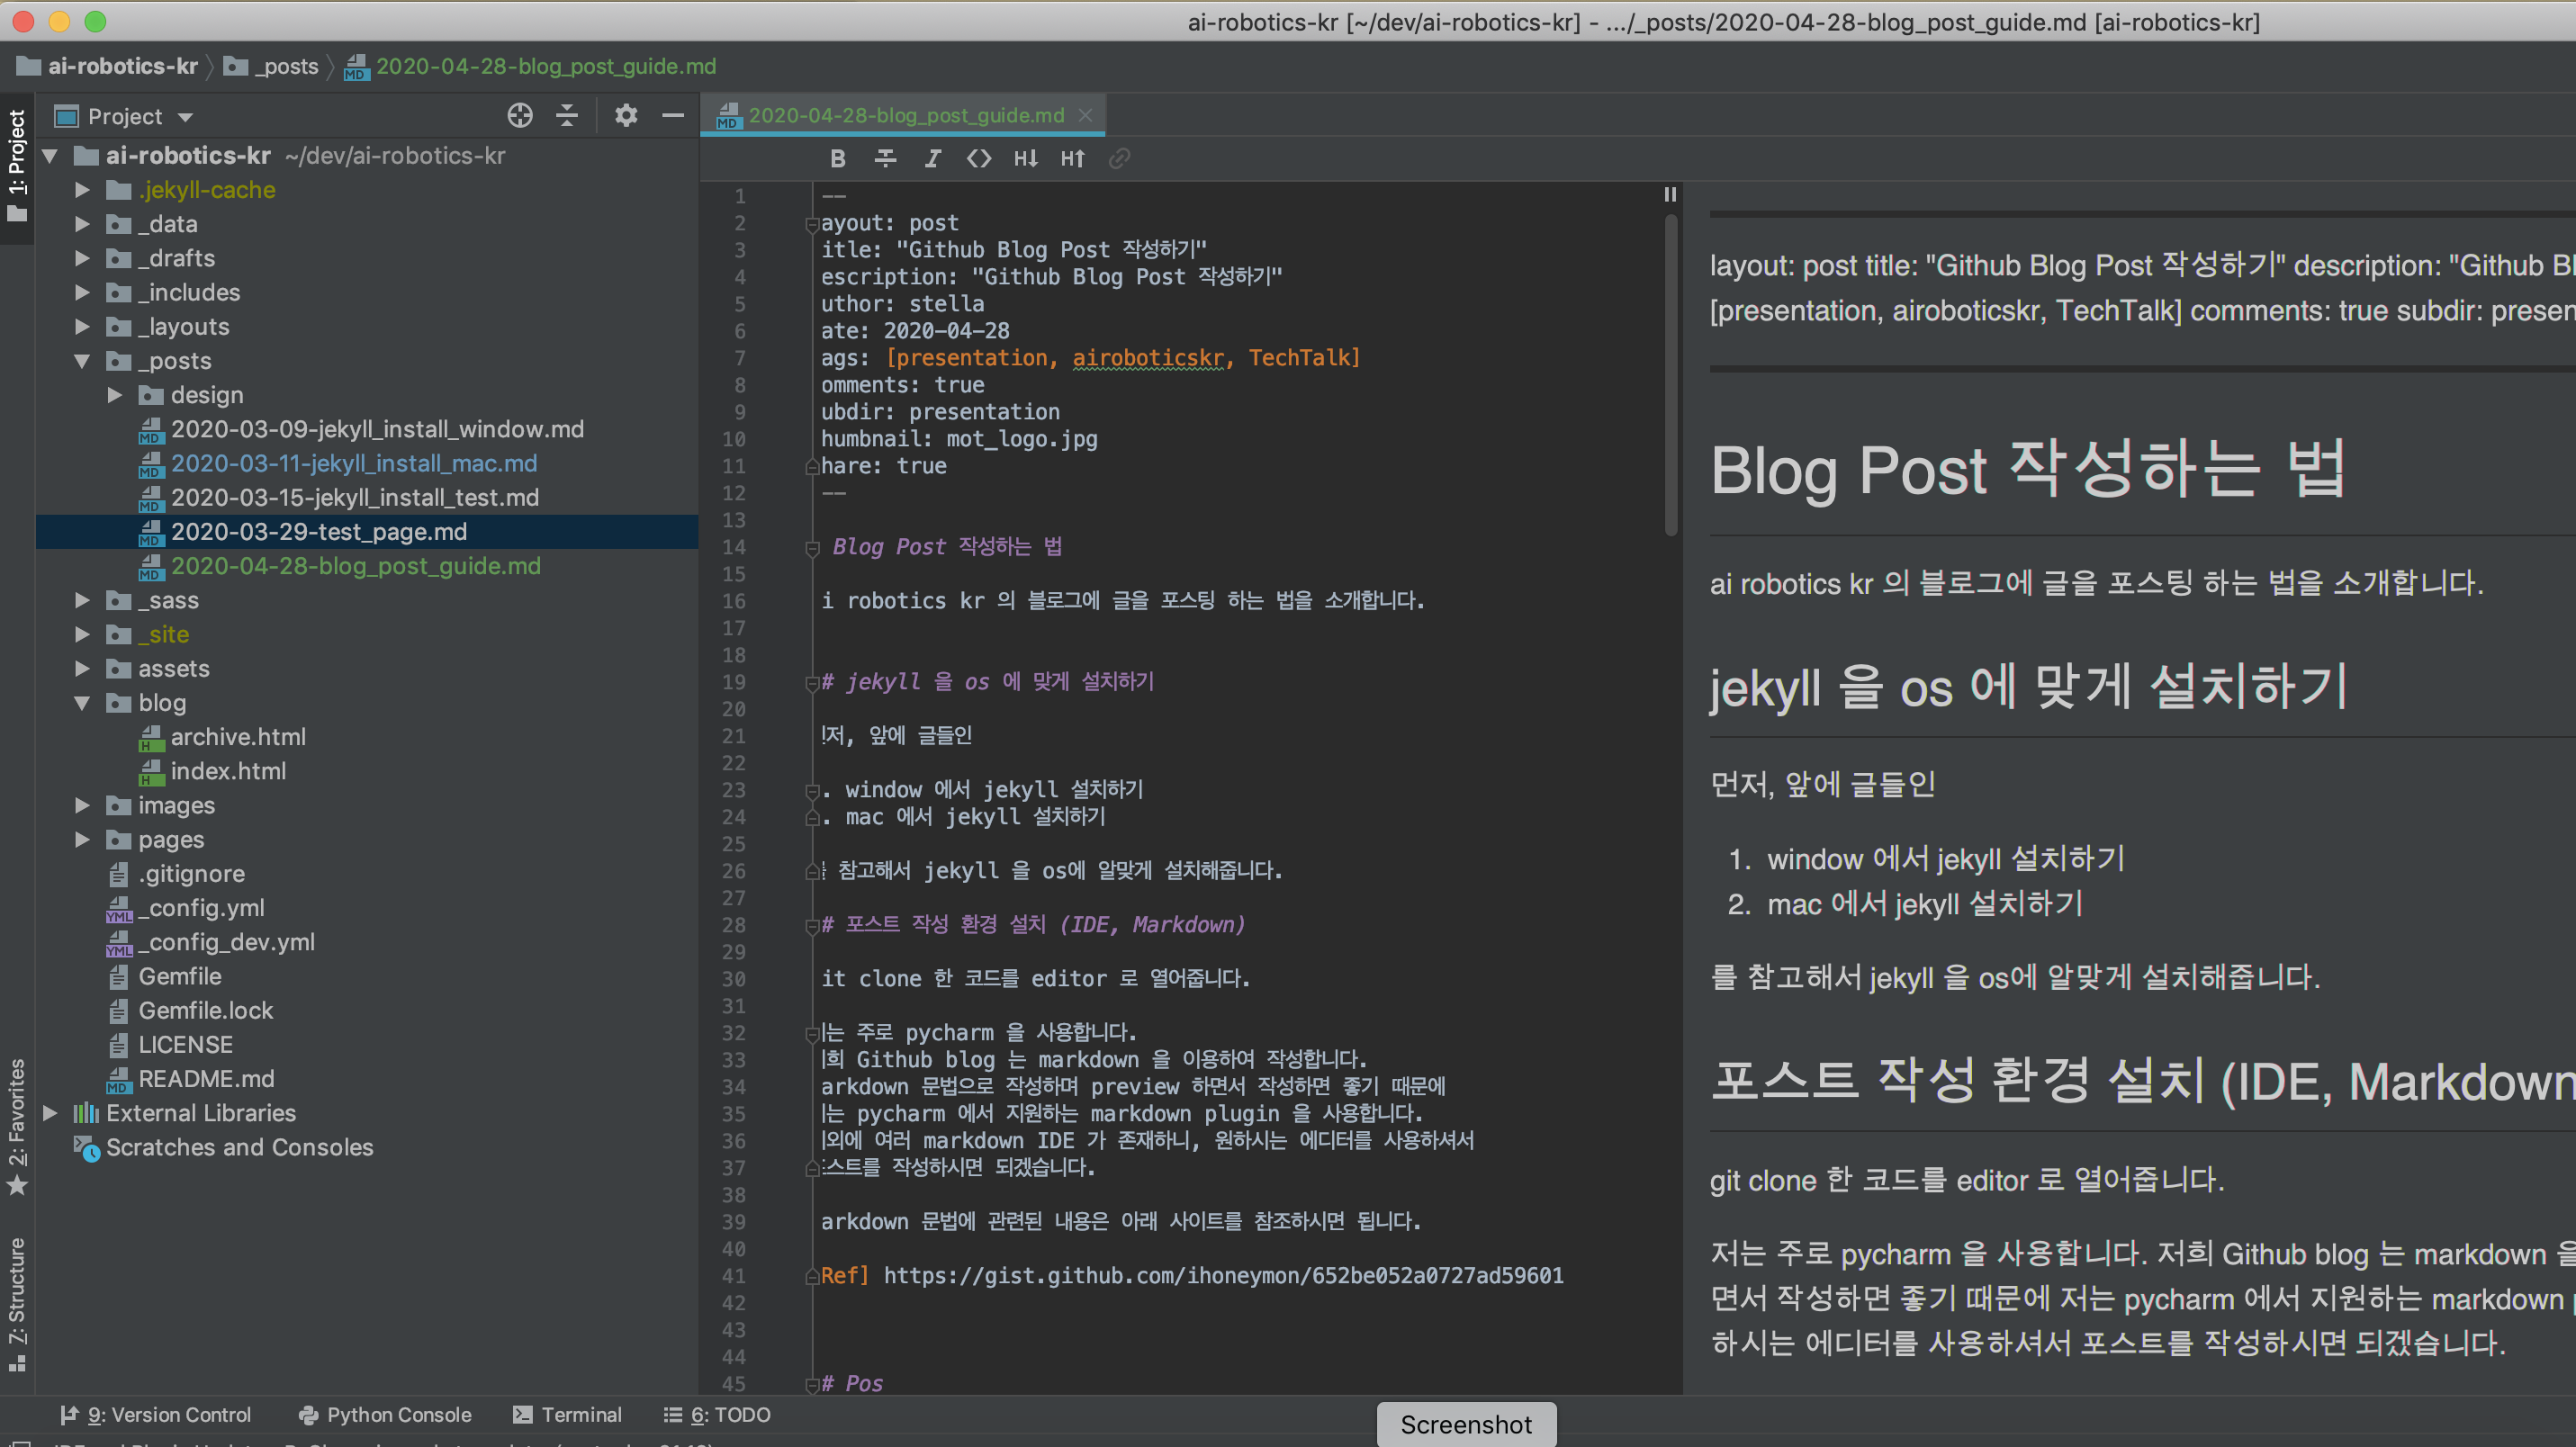 ai-robotics-kr [~/dev/ai-robotics-kr] - .../_posts/2020-04-28-blog_post_guide.md [ai-robotics-kr]
ai-robotics-kr _posts 2020-04-28-blog_post_guide.md
1: Project
Project
ai-robotics-kr ~/dev/ai-robotics-kr
.jekyll-cache
_data
_drafts
_includes
_layouts
_posts
design
2020-03-09-jekyll_install_window.md
2020-03-11-jekyll_install_mac.md
2020-03-15-jekyll_install_test.md
2020-03-29-test_page.md
2020-04-28-blog_post_guide.md
_sass
_site
assets
blog
archive.html
index.html
images
pages
.gitignore
_config.yml
_config_dev.yml
Gemfile
Gemfile.lock
LICENSE
README.md
External Libraries
Scratches and Consoles
2: Favorites
7: Structure
2020-04-28-blog_post_guide.md
B I <> H↓ H↑
1 --
2 ayout: post
3 itle: "Github Blog Post 작성하기"
4 escription: "Github Blog Post 작성하기"
5 uthor: stella
6 ate: 2020-04-28
7 ags: [presentation, airoboticskr, TechTalk]
8 omments: true
9 ubdir: presentation
10 humbnail: mot_logo.jpg
11 hare: true
12 --
13
14 Blog Post 작성하는 법
15
16 i robotics kr 의 블로그에 글을 포스팅 하는 법을 소개합니다.
17
18
19 # jekyll 을 os 에 맞게 설치하기
20
21 저, 앞에 글들인
22
23 . window 에서 jekyll 설치하기
24 . mac 에서 jekyll 설치하기
25
26 참고해서 jekyll 을 os에 알맞게 설치해줍니다.
27
28 # 포스트 작성 환경 설치 (IDE, Markdown)
29
30 it clone 한 코드를 editor 로 열어줍니다.
31
32 는 주로 pycharm 을 사용합니다.
33 희 Github blog 는 markdown 을 이용하여 작성합니다.
34 arkdown 문법으로 작성하며 preview 하면서 작성하면 좋기 때문에
35 는 pycharm 에서 지원하는 markdown plugin 을 사용합니다.
36 외에 여러 markdown IDE 가 존재하니, 원하시는 에디터를 사용하셔서
37 스트를 작성하시면 되겠습니다.
38
39 arkdown 문법에 관련된 내용은 아래 사이트를 참조하시면 됩니다.
40
41 Ref] https://gist.github.com/ihoneymon/652be052a0727ad59601
42
43
44
45 # Pos
layout: post title: "Github Blog Post 작성하기" description: "Github Bl
[presentation, airoboticskr, TechTalk] comments: true subdir: presen
Blog Post 작성하는 법
ai robotics kr 의 블로그에 글을 포스팅 하는 법을 소개합니다.
jekyll 을 os 에 맞게 설치하기
먼저, 앞에 글들인
1. window 에서 jekyll 설치하기
2. mac 에서 jekyll 설치하기
를 참고해서 jekyll 을 os에 알맞게 설치해줍니다.
포스트 작성 환경 설치 (IDE, Markdown
git clone 한 코드를 editor 로 열어줍니다.
저는 주로 pycharm 을 사용합니다. 저희 Github blog 는 markdown 을
면서 작성하면 좋기 때문에 저는 pycharm 에서 지원하는 markdown p
하시는 에디터를 사용하셔서 포스트를 작성하시면 되겠습니다.
9: Version Control Python Console Terminal 6: TODO
Screenshot